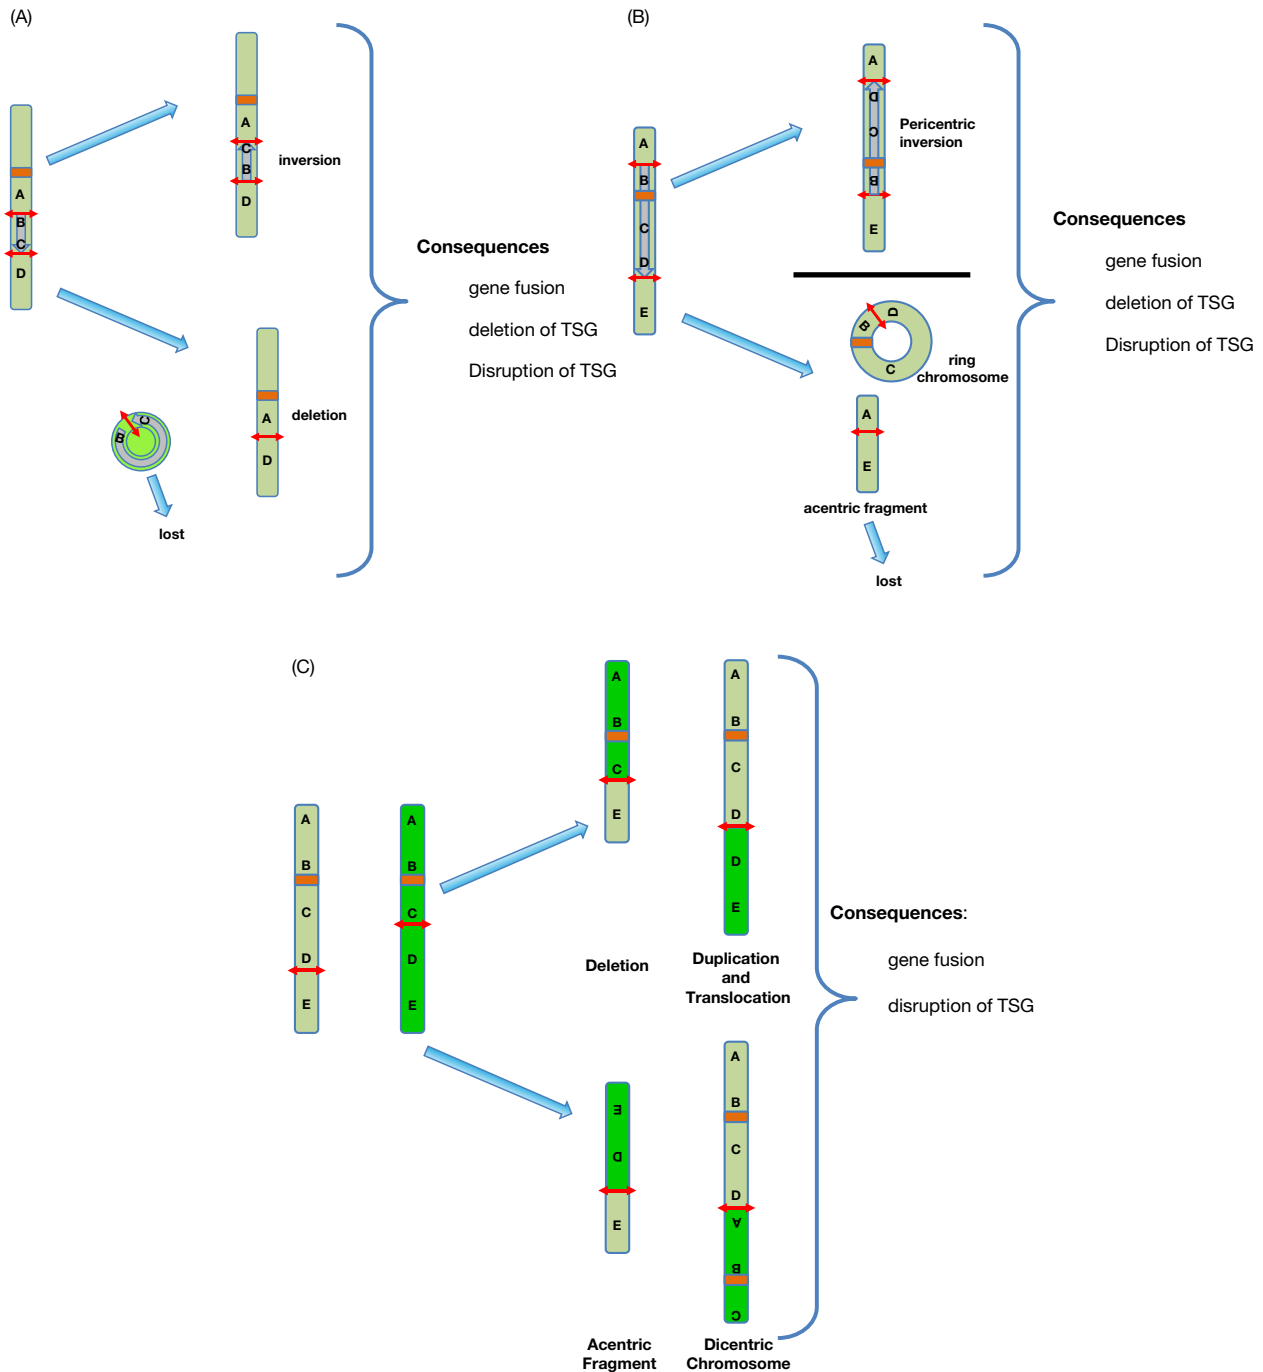 (A)
A
B
C
D
A
C
B
D
inversion
A
D
deletion
B
C
lost
Consequences
gene fusion
deletion of TSG
Disruption of TSG
(B)
A
B
C
D
E
A
D
C
B
E
Pericentric
inversion
D
B
C
ring
chromosome
A
E
acentric fragment
lost
Consequences
gene fusion
deletion of TSG
Disruption of TSG
(C)
A
B
C
D
E
A
B
C
D
E
A
B
C
E
Deletion
A
B
C
D
D
E
Duplication
and
Translocation
E
D
E
Acentric
Fragment
A
B
C
D
A
B
C
Dicentric
Chromosome
Consequences:
gene fusion
disruption of TSG